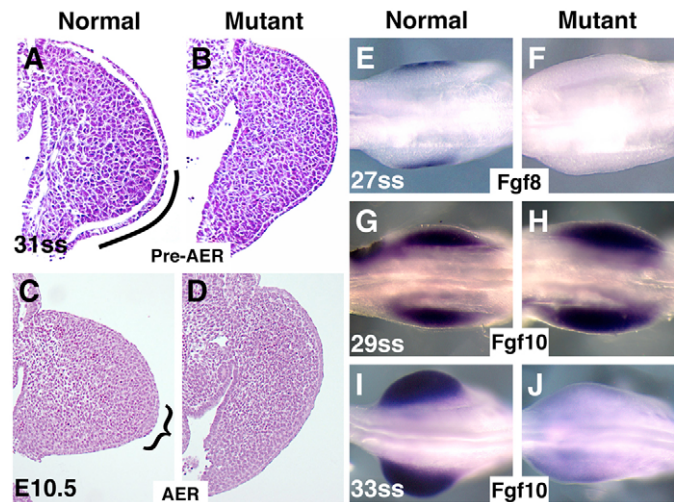 Normal Mutant Normal Mutant
A B E F
27ss Fgf8
31ss Pre-AER
G H
29ss Fgf10
C D
I J
E10.5 AER
33ss Fgf10